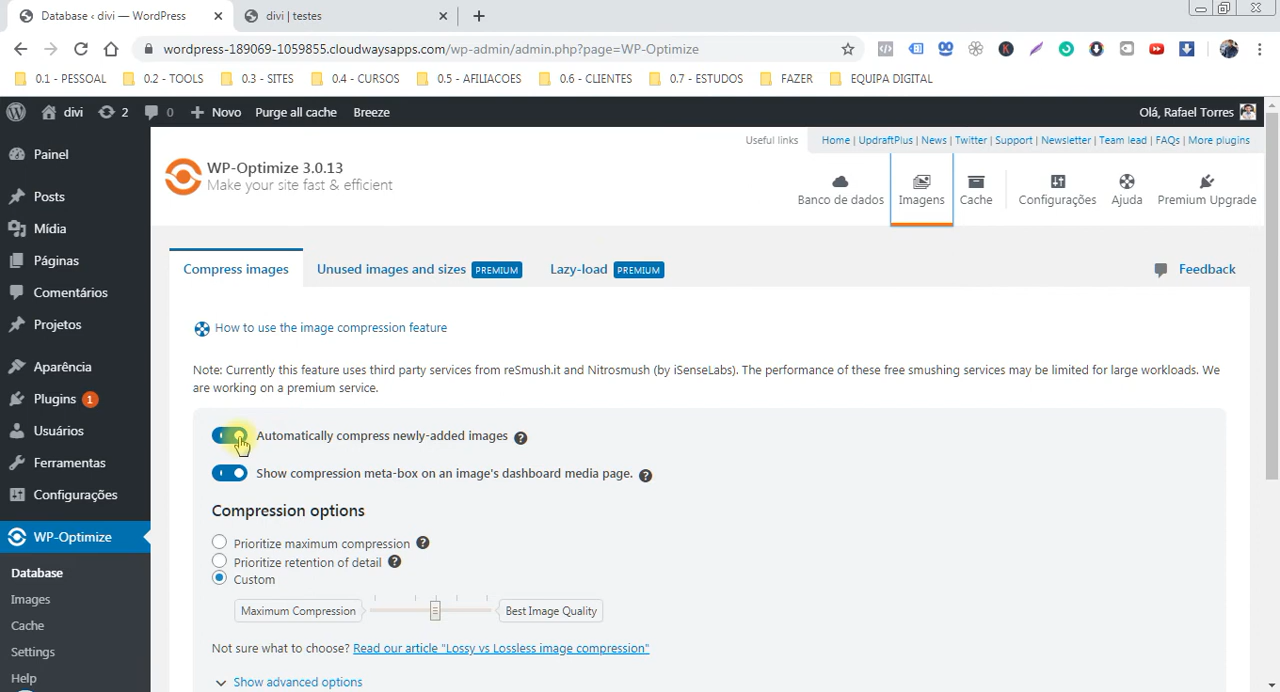 Database ‹ divi — WordPress
divi | testes
wordpress-189069-1059855.cloudwaysapps.com/wp-admin/admin.php?page=WP-Optimize
0.1 - PESSOAL
0.2 - TOOLS
0.3 - SITES
0.4 - CURSOS
0.5 - AFILIACOES
0.6 - CLIENTES
0.7 - ESTUDOS
FAZER
EQUIPA DIGITAL
divi
2
0
Novo
Purge all cache
Breeze
Olá, Rafael Torres
Painel
Posts
Mídia
Páginas
Comentários
Projetos
Aparência
Plugins 1
Usuários
Ferramentas
Configurações
WP-Optimize
Database
Images
Cache
Settings
Help
Useful links
Home | UpdraftPlus | News | Twitter | Support | Newsletter | Team lead | FAQs | More plugins
WP-Optimize 3.0.13
Make your site fast & efficient
Banco de dados
Imagens
Cache
Configurações
Ajuda
Premium Upgrade
Compress images
Unused images and sizes PREMIUM
Lazy-load PREMIUM
Feedback
How to use the image compression feature
Note: Currently this feature uses third party services from reSmush.it and Nitrosmush (by iSenseLabs). The performance of these free smushing services may be limited for large workloads. We
are working on a premium service.
Automatically compress newly-added images
Show compression meta-box on an image's dashboard media page.
Compression options
Prioritize maximum compression
Prioritize retention of detail
Custom
Maximum Compression
Best Image Quality
Not sure what to choose? Read our article "Lossy vs Lossless image compression"
Show advanced options